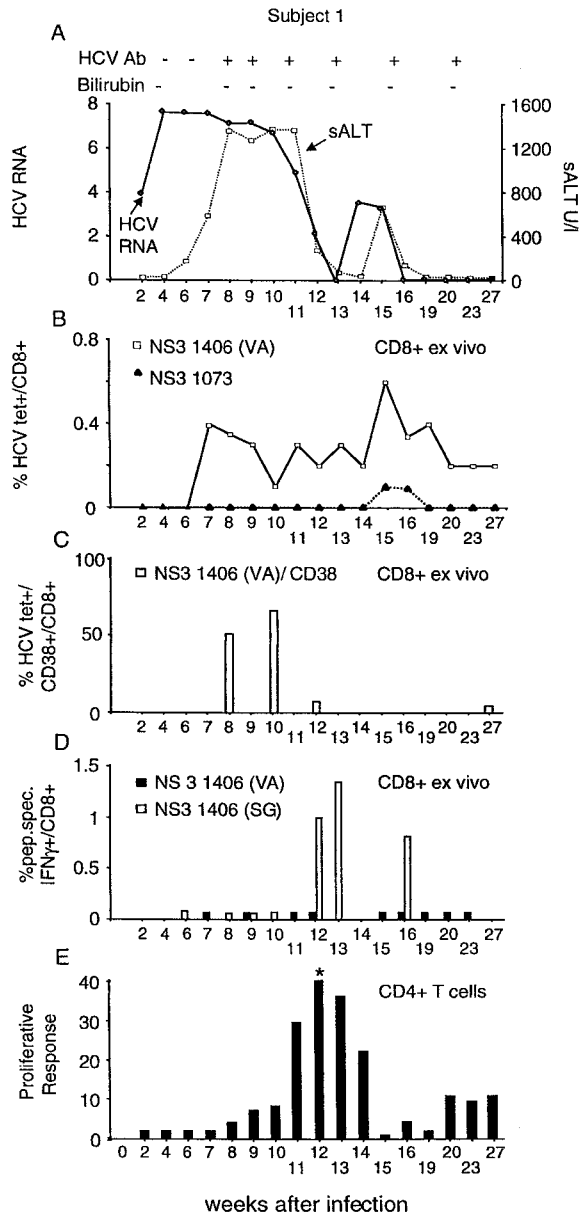 Subject 1
A
HCV Ab - - + + + + + +
Bilirubin - - - - - -
8 1600
6 1200
4 800
2 400
0 0
HCV RNA
sALT U/l
sALT
HCV
RNA
2 4 6 7 8 9 10 11 12 13 14 15 16 19 20 23 27
B
0.8
0.4
0
% HCV tet+/CD8+
NS3 1406 (VA) CD8+ ex vivo
NS3 1073
2 4 6 7 8 9 10 11 12 13 14 15 16 19 20 23 27
C
100
50
0
% HCV tet+/
CD38+/CD8+
NS3 1406 (VA)/ CD38 CD8+ ex vivo
2 4 6 7 8 9 10 11 12 13 14 15 16 19 20 23 27
D
1.5
1
0.5
0
%pep.spec.
IFNγ+/CD8+
NS 3 1406 (VA) CD8+ ex vivo
NS3 1406 (SG)
2 4 6 7 8 9 10 11 12 13 14 15 16 19 20 23 27
E
40
30
20
10
0
Proliferative
Response
* CD4+ T cells
0 2 4 6 7 8 9 10 11 12 13 14 15 16 19 20 23 27
weeks after infection